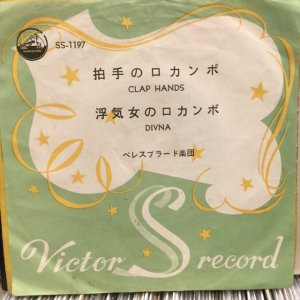 SS-1197
拍手のロカンボ
CLAP HANDS
浮気女のロカンボ
DIVNA
ペレスプラード楽団
Victor S record